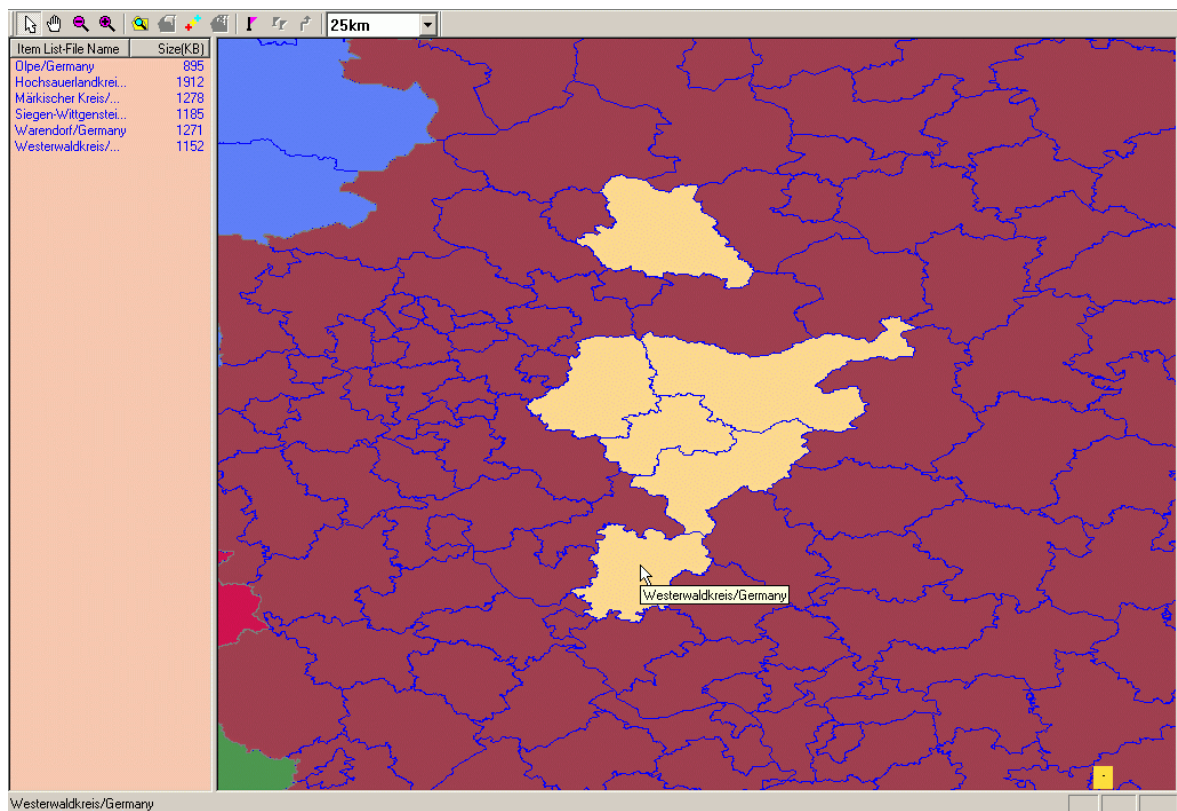 25km
Item List-File Name Size(KB)
Olpe/Germany 895
Hochsauerlandkrei... 1912
Märkischer Kreis/... 1278
Siegen-Wittgenstei... 1185
Warendorf/Germany 1271
Westerwaldkreis/... 1152
Westerwaldkreis/Germany
Westerwaldkreis/Germany